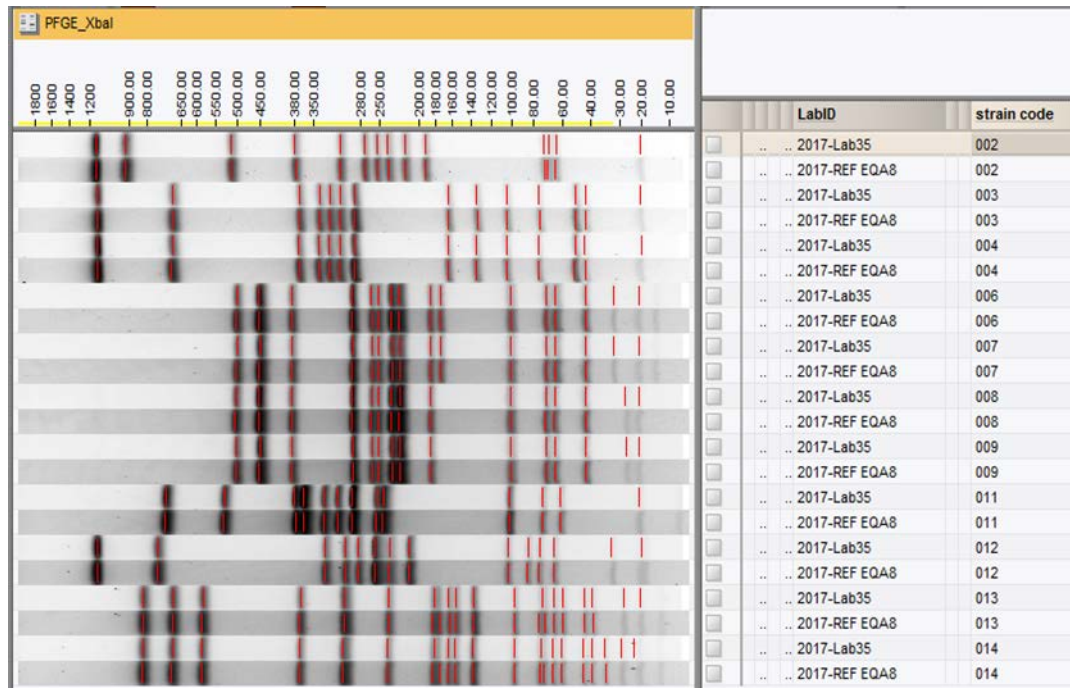 PFGE_XbaI
1800 1600 1400 1200 900.00 800.00 650.00 600.00 550.00 500.00 450.00 380.00 350.00 280.00 250.00 200.00 180.00 160.00 140.00 120.00 100.00 80.00 60.00 40.00 30.00 20.00 10.00
LabID strain code
.. .. 2017-Lab35 002
.. .. 2017-REF EQA8 002
.. .. 2017-Lab35 003
.. .. 2017-REF EQA8 003
.. .. 2017-Lab35 004
.. .. 2017-REF EQA8 004
.. .. 2017-Lab35 006
.. .. 2017-REF EQA8 006
.. .. 2017-Lab35 007
.. .. 2017-REF EQA8 007
.. .. 2017-Lab35 008
.. .. 2017-REF EQA8 008
.. .. 2017-Lab35 009
.. .. 2017-REF EQA8 009
.. .. 2017-Lab35 011
.. .. 2017-REF EQA8 011
.. .. 2017-Lab35 012
.. .. 2017-REF EQA8 012
.. .. 2017-Lab35 013
.. .. 2017-REF EQA8 013
.. .. 2017-Lab35 014
.. .. 2017-REF EQA8 014